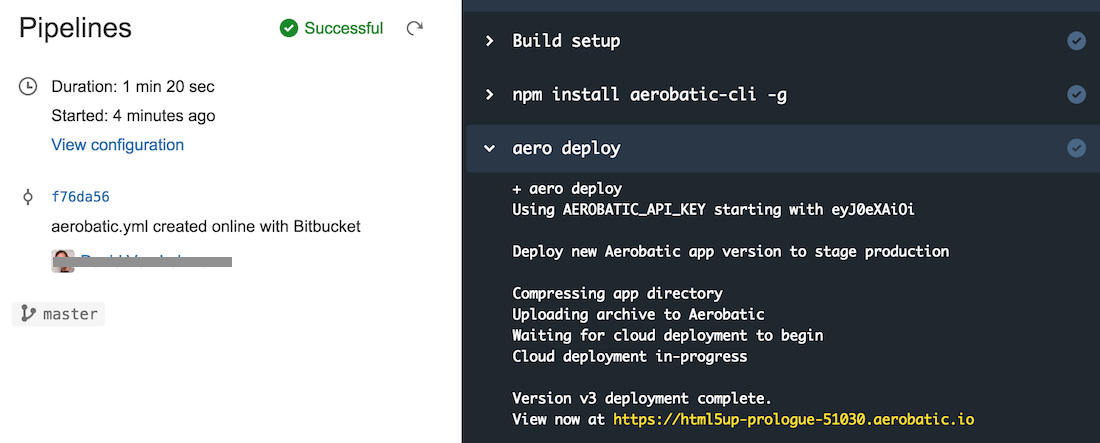 Pipelines
Successful
Duration: 1 min 20 sec
Started: 4 minutes ago
View configuration
f76da56
aerobatic.yml created online with Bitbucket
master
Build setup
npm install aerobatic-cli -g
aero deploy
+ aero deploy
Using AEROBATIC_API_KEY starting with eyJ0eXAiOi
Deploy new Aerobatic app version to stage production
Compressing app directory
Uploading archive to Aerobatic
Waiting for cloud deployment to begin
Cloud deployment in-progress
Version v3 deployment complete.
View now at https://html5up-prologue-51030.aerobatic.io